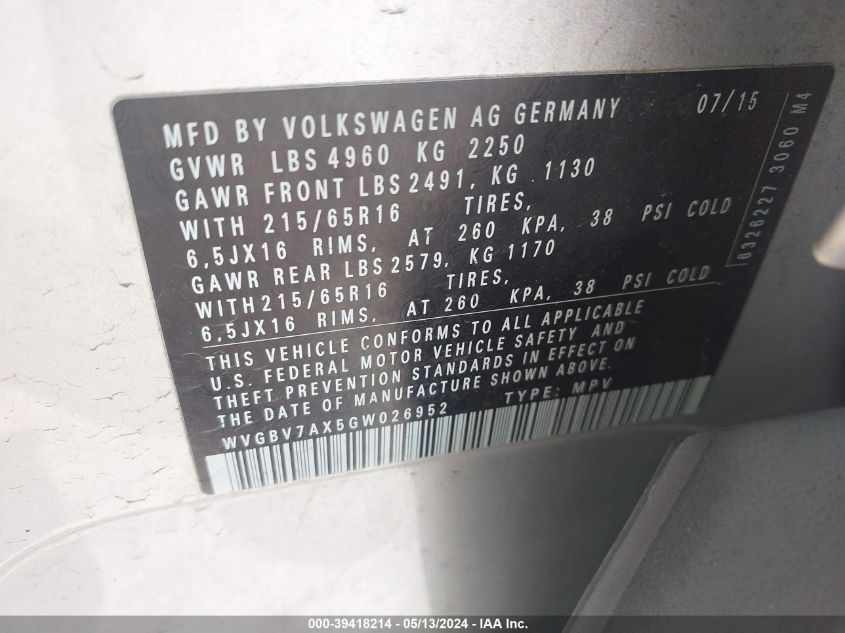 MFD BY VOLKSWAGEN AG GERMANY 07/15
GVWR LBS 4960 KG 2250
GAWR FRONT LBS 2491, KG 1130
WITH 215/65R16 TIRES,
6,5JX16 RIMS, AT 260 KPA, 38 PSI COLD
GAWR REAR LBS 2579, KG 1170
WITH 215/65R16 TIRES,
6,5JX16 RIMS, AT 260 KPA, 38 PSI COLD
THIS VEHICLE CONFORMS TO ALL APPLICABLE
U.S. FEDERAL MOTOR VEHICLE SAFETY AND
THEFT PREVENTION STANDARDS IN EFFECT ON
THE DATE OF MANUFACTURE SHOWN ABOVE.
WVGBV7AX5GW026952 TYPE: MPV
6326227 3060 M4
000-39418214 - 05/13/2024 - IAA Inc.